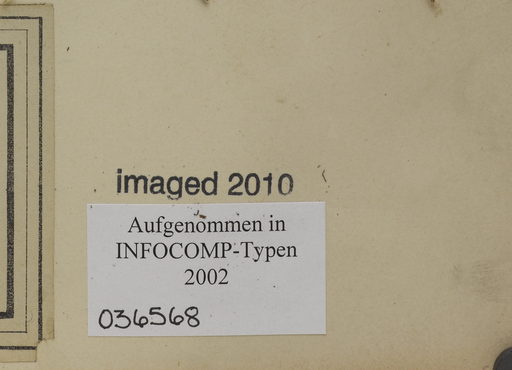 imaged 2010
Aufgenommen in
INFOCOMP-Typen
2002
036568